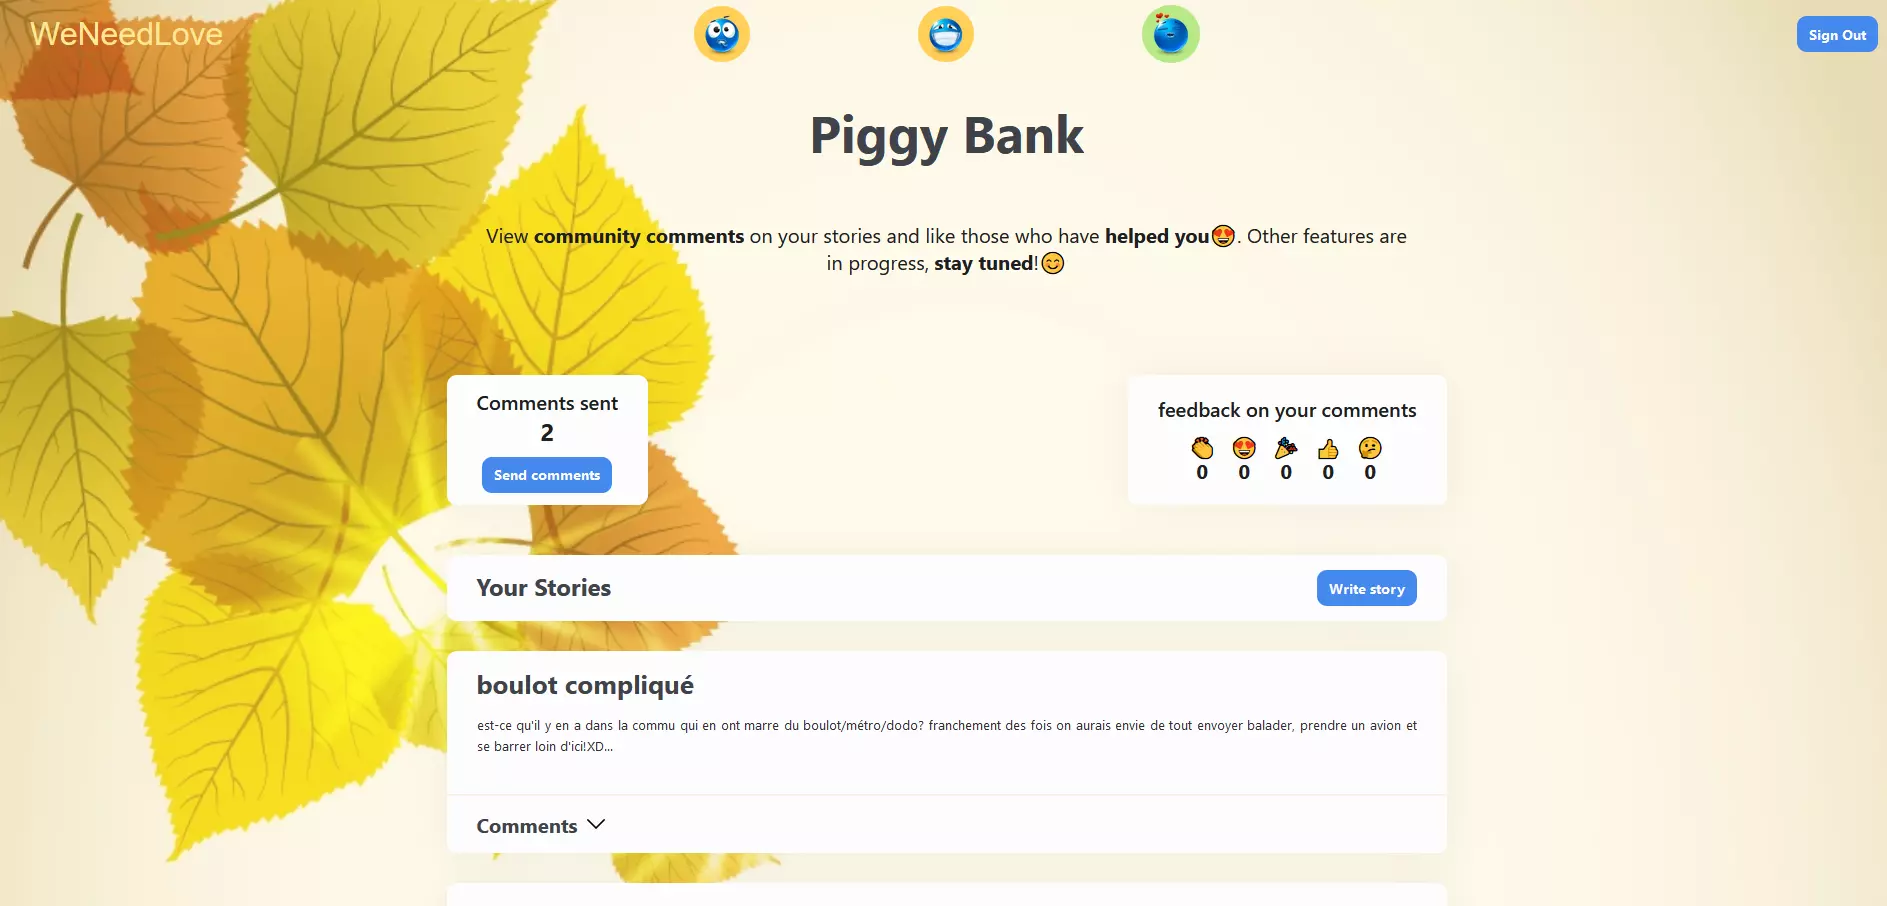 WeNeedLove
Sign Out
Piggy Bank
View community comments on your stories and like those who have helped you😍. Other features are
in progress, stay tuned!😊
Comments sent
2
Send comments
feedback on your comments
0 0 0 0 0
Your Stories
Write story
boulot compliqué
est-ce qu'il y en a dans la commu qui en ont marre du boulot/métro/dodo? franchement des fois on aurais envie de tout envoyer balader, prendre un avion et
se barrer loin d'ici!XD...
Comments